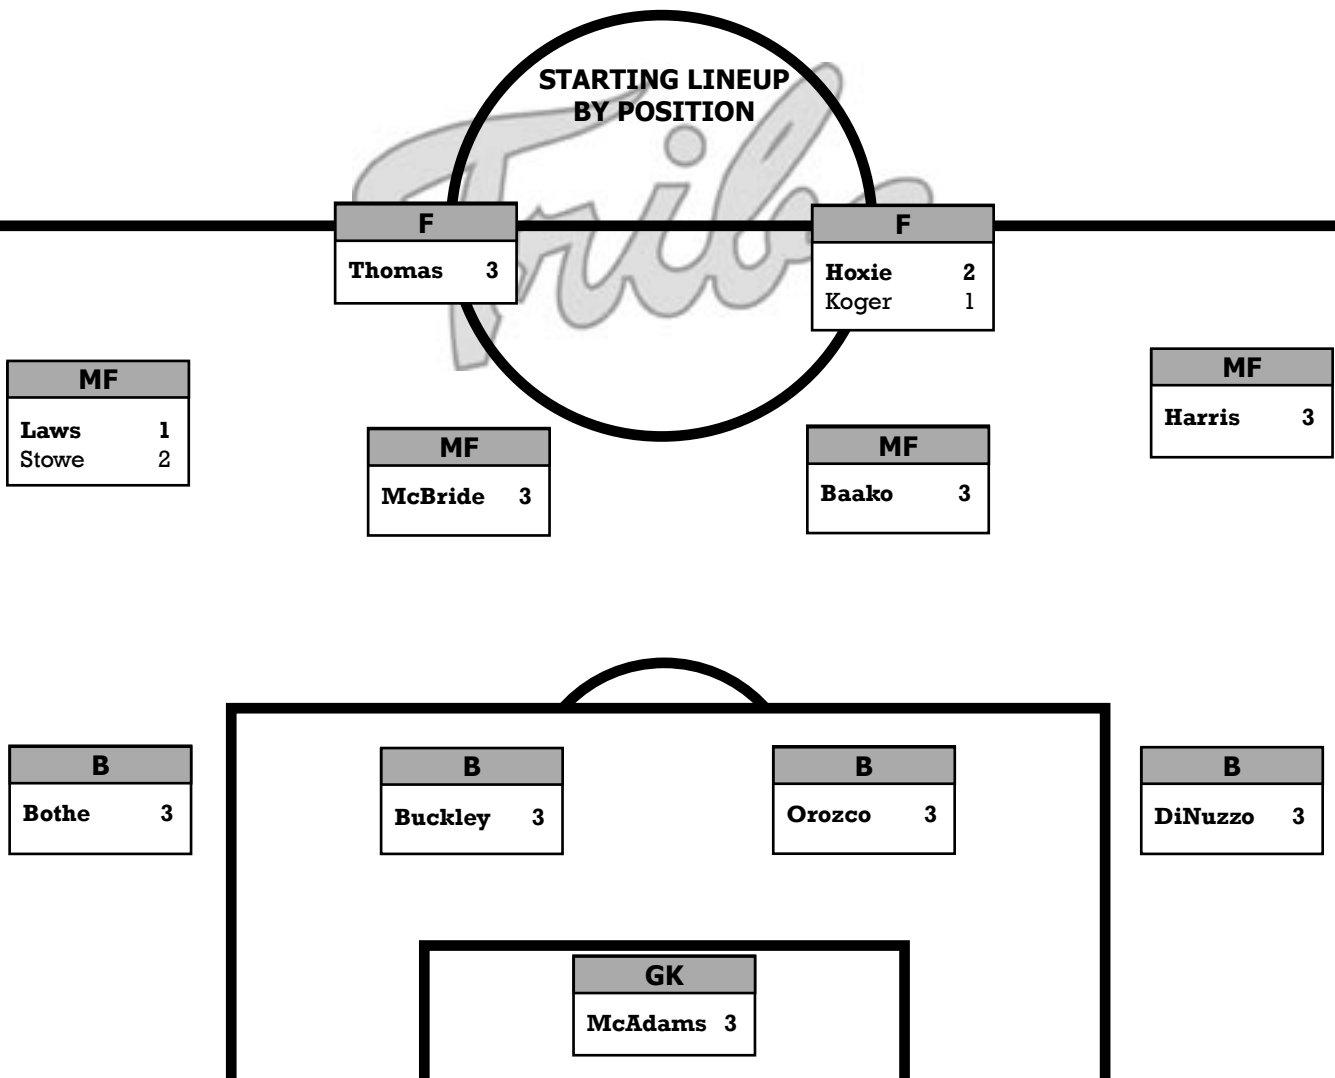 STARTING LINEUP
BY POSITION
Tribe
F
Thomas 3
F
Hoxie 2
Koger 1
MF
Laws 1
Stowe 2
MF
McBride 3
MF
Baako 3
MF
Harris 3
B
Bothe 3
B
Buckley 3
B
Orozco 3
B
DiNuzzo 3
GK
McAdams 3